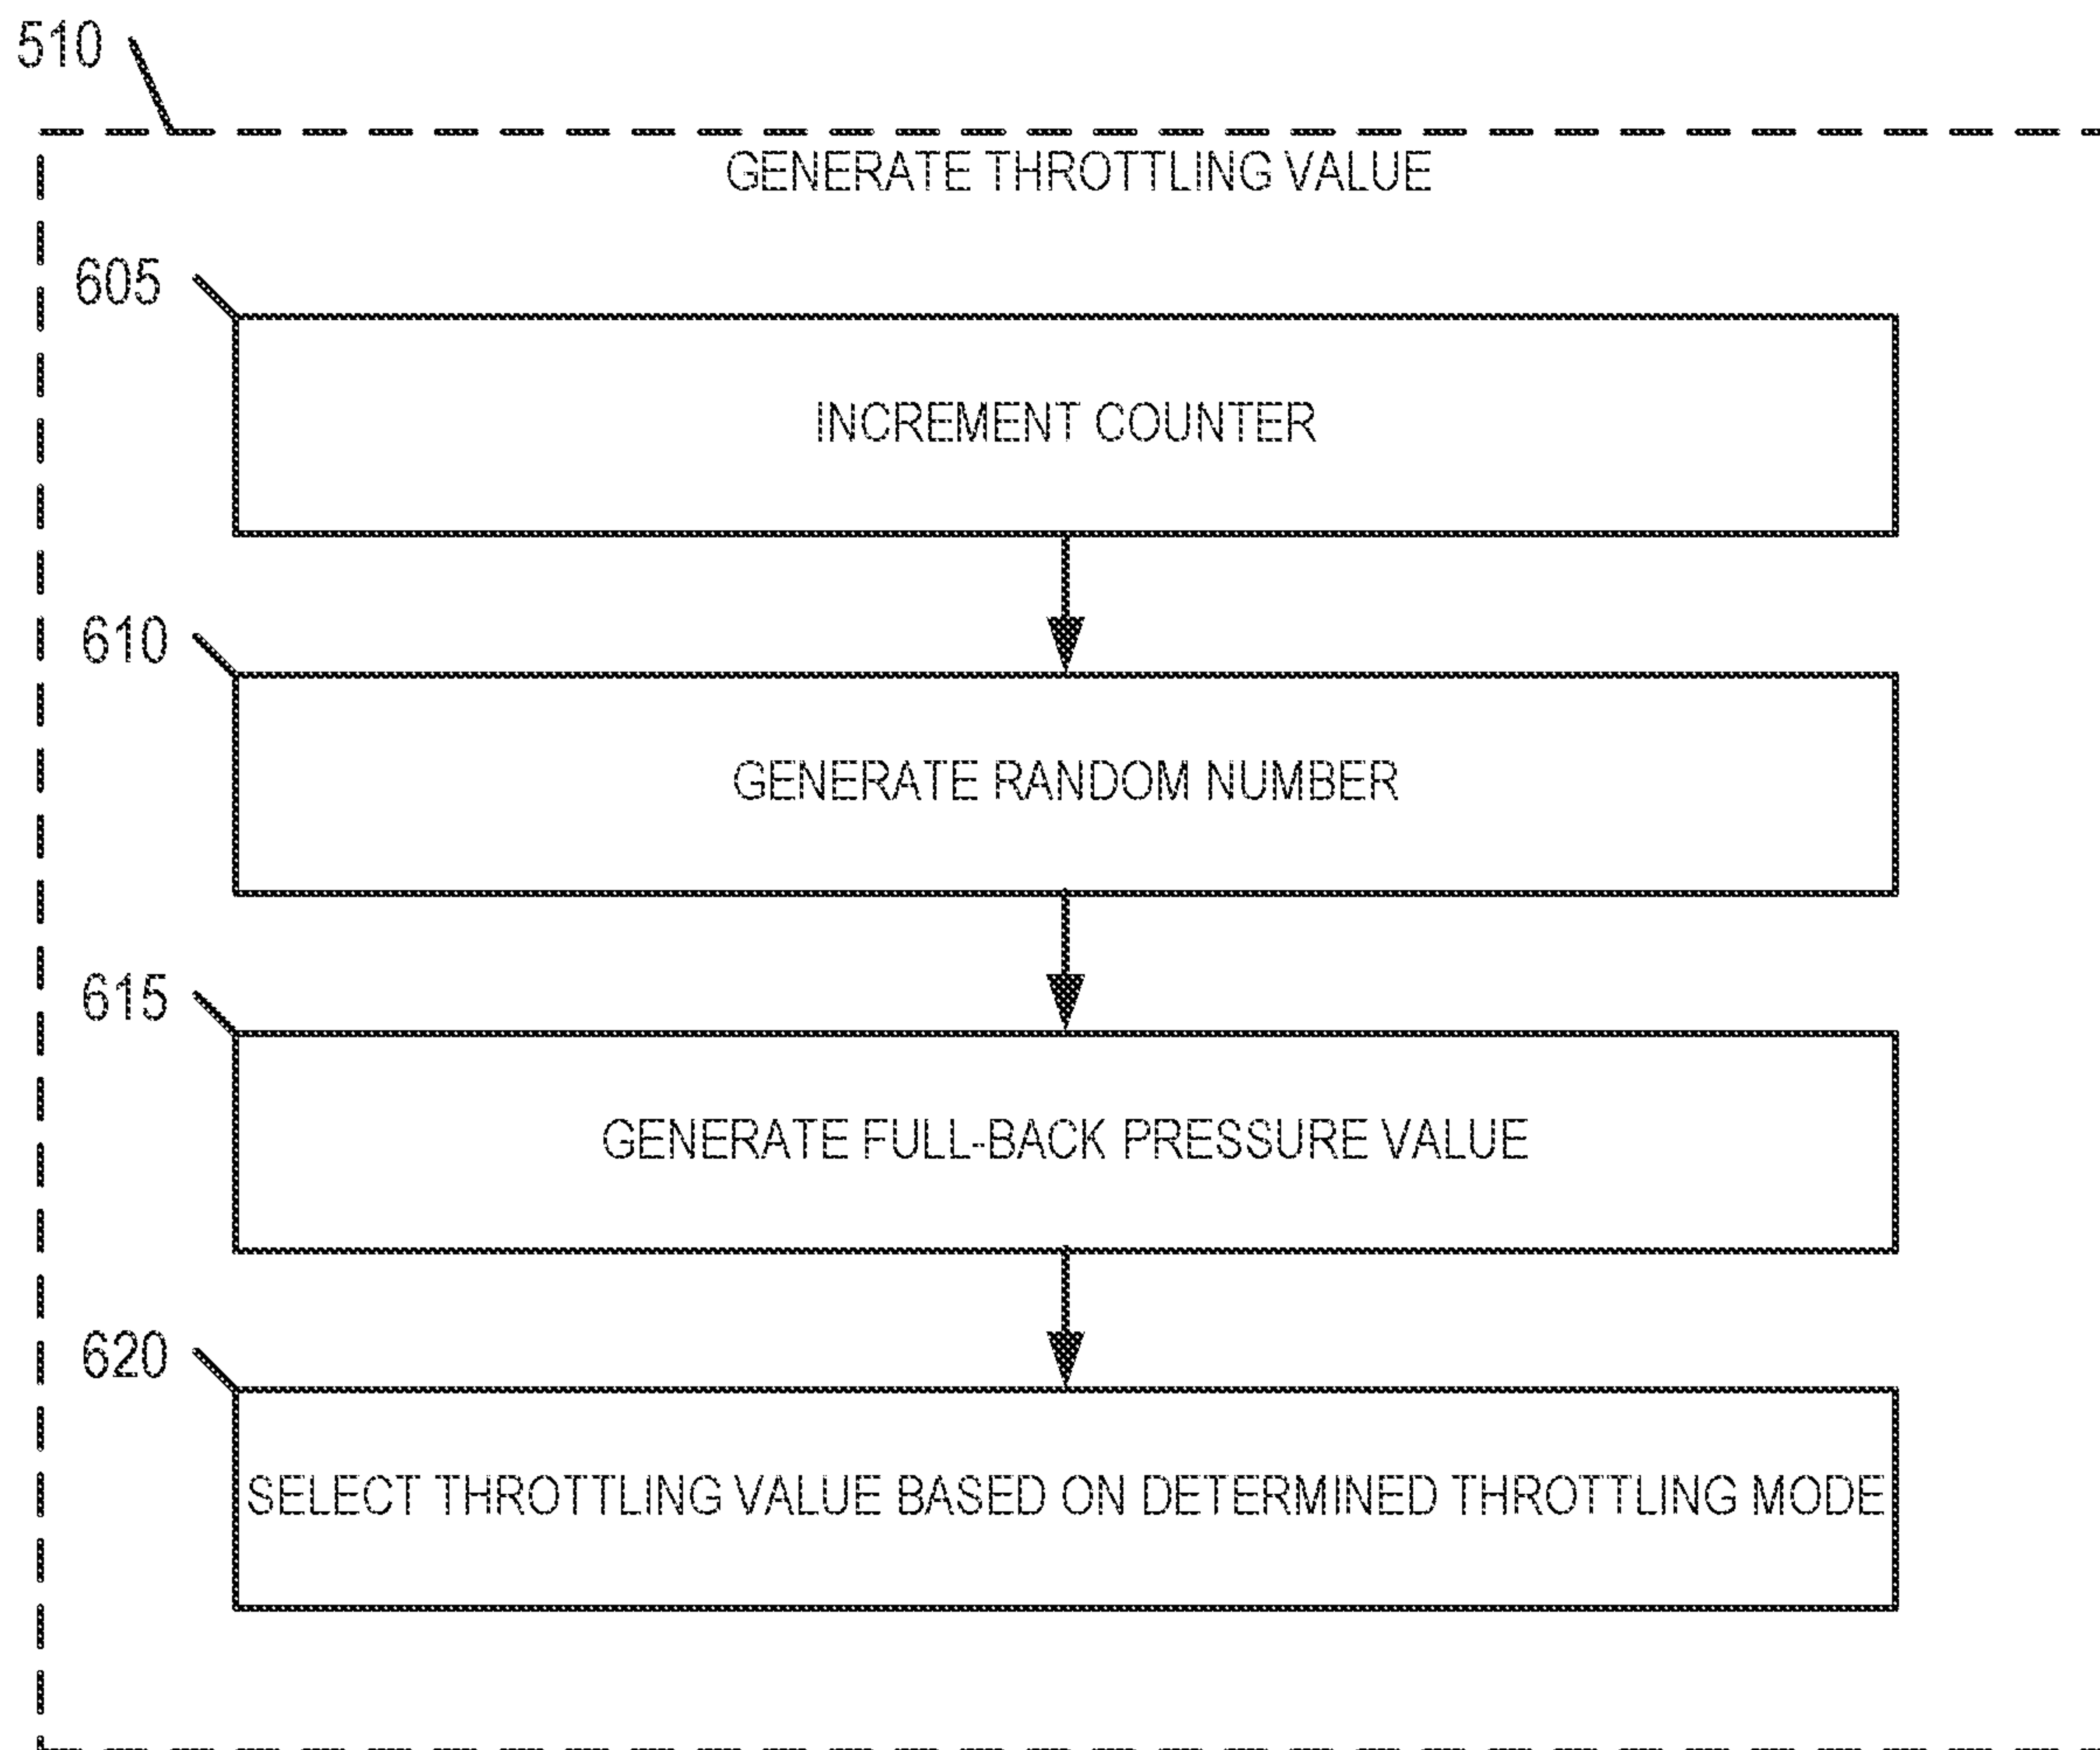 510
GENERATE THROTTLING VALUE
605
INCREMENT COUNTER
610
GENERATE RANDOM NUMBER
615
GENERATE FULL-BACK PRESSURE VALUE
620
SELECT THROTTLING VALUE BASED ON DETERMINED THROTTLING MODE